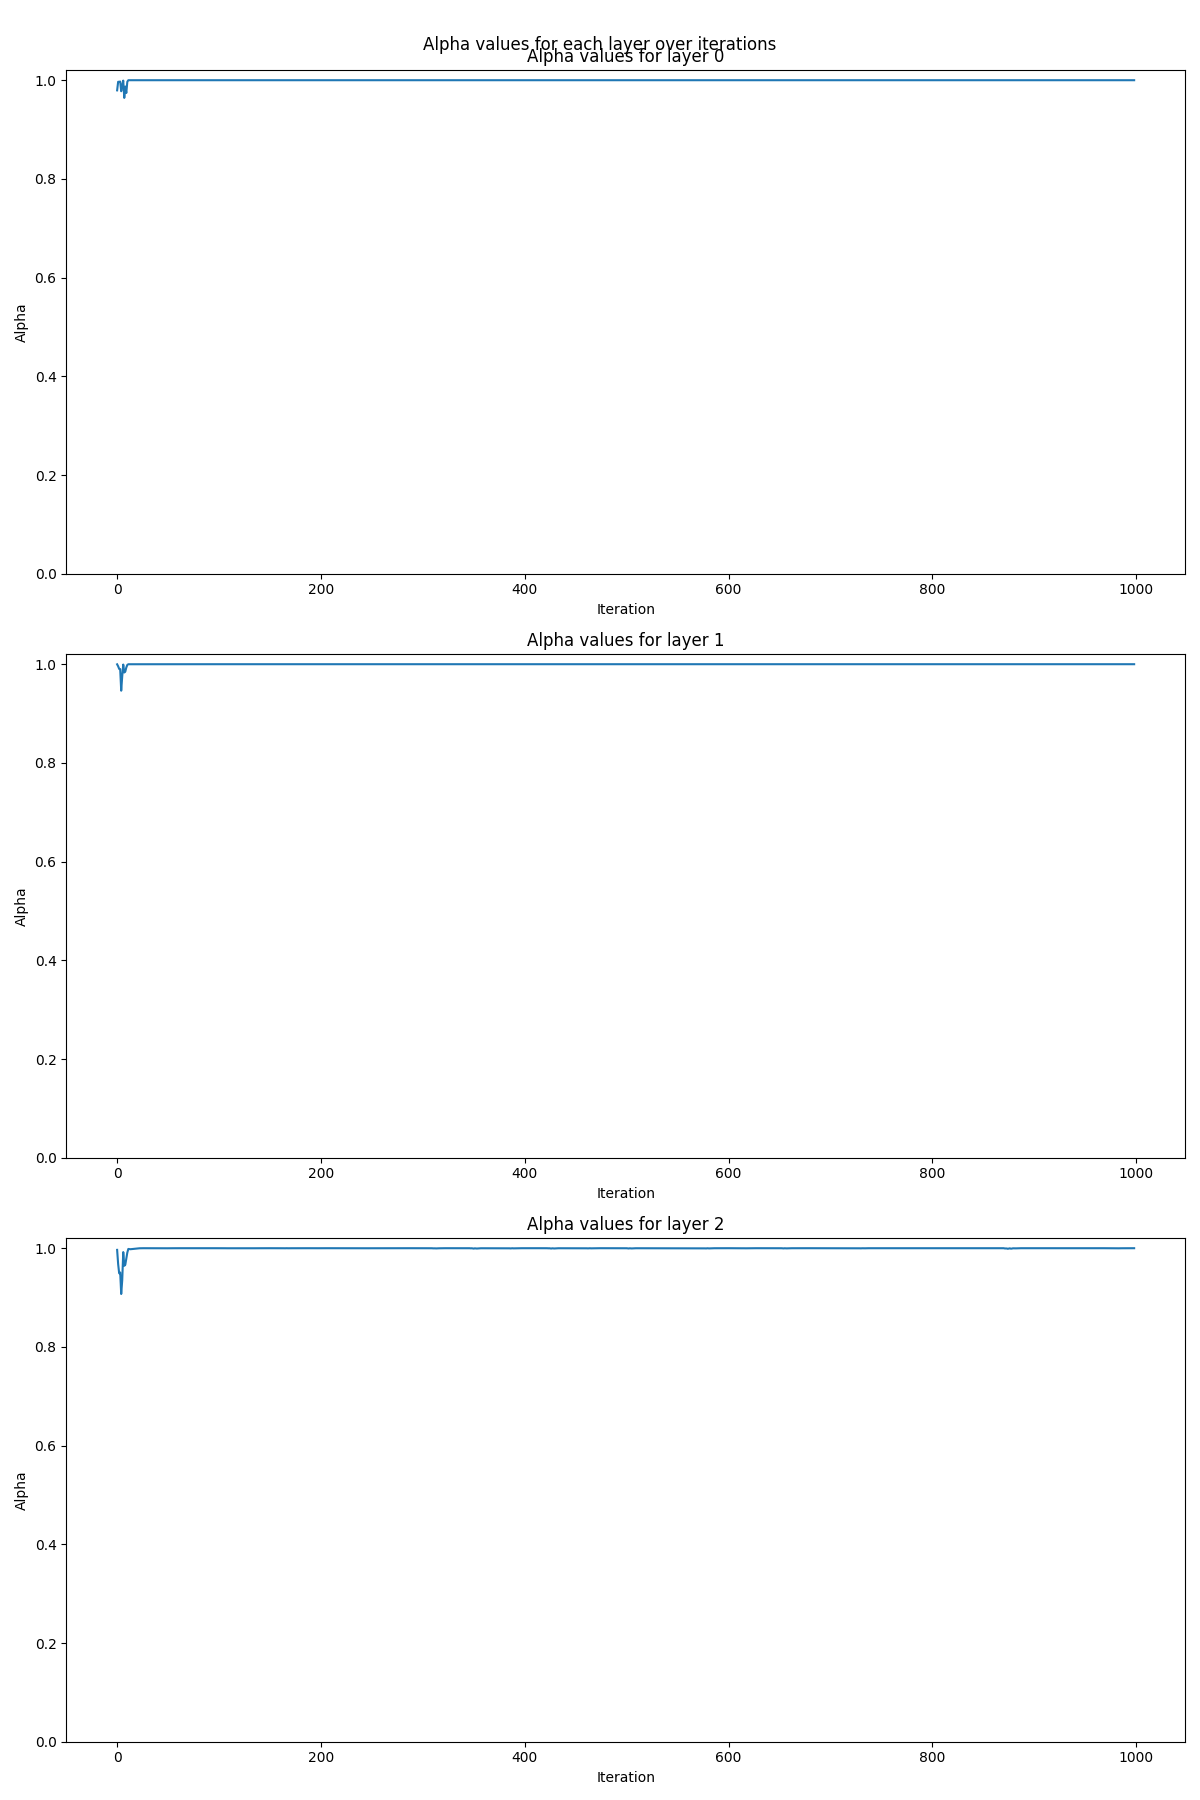 Alpha values for each layer over iterations
Alpha values for layer 0
1.0
0.8
0.6
0.4
0.2
0.0
Alpha
0 200 400 600 800 1000
Iteration
Alpha values for layer 1
1.0
0.8
0.6
0.4
0.2
0.0
Alpha
0 200 400 600 800 1000
Iteration
Alpha values for layer 2
1.0
0.8
0.6
0.4
0.2
0.0
Alpha
0 200 400 600 800 1000
Iteration